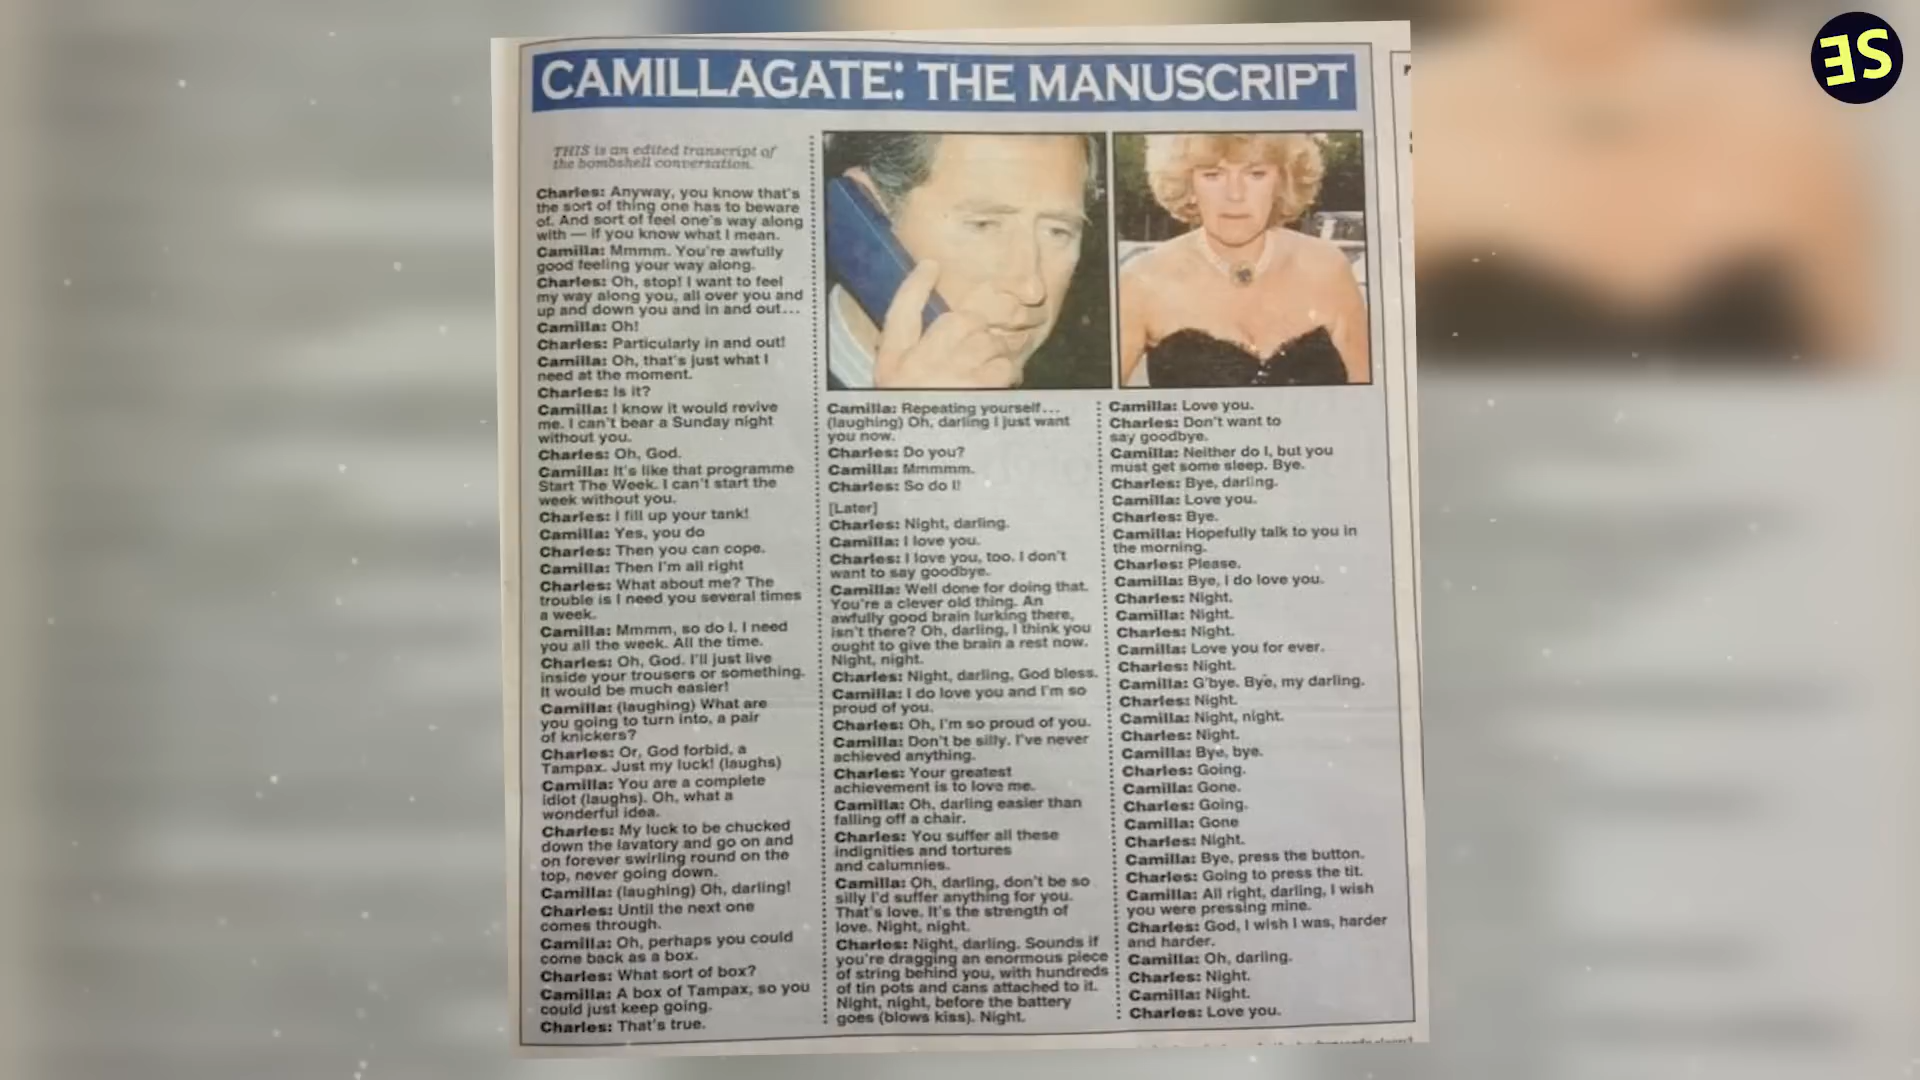 CAMILLAGATE: THE MANUSCRIPT
THIS is an edited transcript of
the bombshell conversation.
Charles: Anyway, you know that's
the sort of thing one has to beware
of. And sort of feel one's way along
with — if you know what I mean.
Camilla: Mmmm. You're awfully
good feeling your way along.
Charles: Oh, stop! I want to feel
my way along you, all over you and
up and down you and in and out...
Camilla: Oh!
Charles: Particularly in and out!
Camilla: Oh, that's just what I
need at the moment.
Charles: Is it?
Camilla: I know it would revive
me. I can't bear a Sunday night
without you.
Charles: Oh, God.
Camilla: It's like that programme
Start The Week. I can't start the
week without you.
Charles: I fill up your tank!
Camilla: Yes, you do
Charles: Then you can cope.
Camilla: Then I'm all right
Charles: What about me? The
trouble is I need you several times
a week.
Camilla: Mmmm, so do I. I need
you all the week. All the time.
Charles: Oh, God. I'll just live
inside your trousers or something.
It would be much easier!
Camilla: (laughing) What are
you going to turn into, a pair
of knickers?
Charles: Or, God forbid, a
Tampax. Just my luck! (laughs)
Camilla: You are a complete
idiot (laughs). Oh, what a
wonderful idea.
Charles: My luck to be chucked
down the lavatory and go on and
on forever swirling round on the
top, never going down.
Camilla: (laughing) Oh, darling!
Charles: Until the next one
comes through.
Camilla: Oh, perhaps you could
come back as a box.
Charles: What sort of box?
Camilla: A box of Tampax, so you
could just keep going.
Charles: That's true.
Camilla: Repeating yourself...
(laughing) Oh, darling I just want
you now.
Charles: Do you?
Camilla: Mmmmm.
Charles: So do I!
[Later]
Charles: Night, darling.
Camilla: I love you.
Charles: I love you, too. I don't
want to say goodbye.
Camilla: Well done for doing that.
You're a clever old thing. An
awfully good brain lurking there,
isn't there? Oh, darling, I think you
ought to give the brain a rest now.
Night, night.
Charles: Night, darling, God bless.
Camilla: I do love you and I'm so
proud of you.
Charles: Oh, I'm so proud of you.
Camilla: Don't be silly. I've never
achieved anything.
Charles: Your greatest
achievement is to love me.
Camilla: Oh, darling easier than
falling off a chair.
Charles: You suffer all these
indignities and tortures
and calumnies.
Camilla: Oh, darling, don't be so
silly I'd suffer anything for you.
That's love. It's the strength of
love. Night, night.
Charles: Night, darling. Sounds if
you're dragging an enormous piece
of string behind you, with hundreds
of tin pots and cans attached to it.
Night, night, before the battery
goes (blows kiss). Night.
Camilla: Love you.
Charles: Don't want to
say goodbye.
Camilla: Neither do I, but you
must get some sleep. Bye.
Charles: Bye, darling.
Camilla: Love you.
Charles: Bye.
Camilla: Hopefully talk to you in
the morning.
Charles: Please.
Camilla: Bye, I do love you.
Charles: Night.
Camilla: Night.
Charles: Night.
Camilla: Love you for ever.
Charles: Night.
Camilla: G'bye. Bye, my darling.
Charles: Night.
Camilla: Night, night.
Charles: Night.
Camilla: Bye, bye.
Charles: Going.
Camilla: Gone.
Charles: Going.
Camilla: Gone
Charles: Night.
Camilla: Bye, press the button.
Charles: Going to press the tit.
Camilla: All right, darling, I wish
you were pressing mine.
Charles: God, I wish I was, harder
and harder.
Camilla: Oh, darling.
Charles: Night.
Camilla: Night.
Charles: Love you.